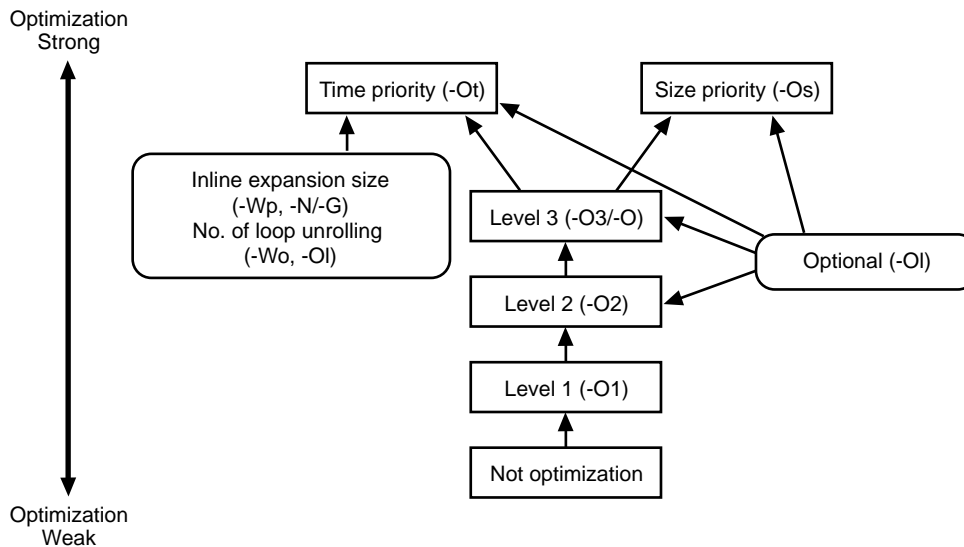 Optimization
Strong
Time priority (-Ot)
Size priority (-Os)
Inline expansion size
(-Wp, -N/-G)
No. of loop unrolling
(-Wo, -Ol)
Level 3 (-O3/-O)
Optional (-Ol)
Level 2 (-O2)
Level 1 (-O1)
Not optimization
Optimization
Weak